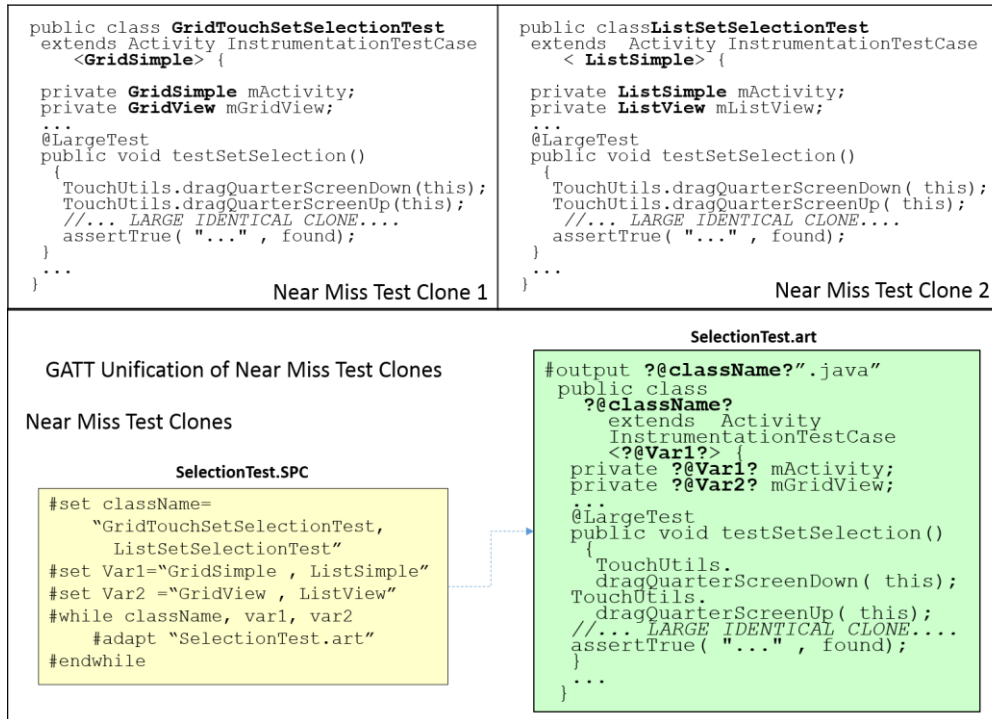 public class GridTouchSetSelectionTest
extends Activity InstrumentationTestCase
<GridSimple> {
private GridSimple mActivity;
private GridView mGridView;
...
@LargeTest
public void testSetSelection()
{
TouchUtils.dragQuarterScreenDown(this);
TouchUtils.dragQuarterScreenUp(this);
//... LARGE IDENTICAL CLONE....
assertTrue( "..." , found);
}
...
}
Near Miss Test Clone 1
public classListSetSelectionTest
extends  Activity InstrumentationTestCase
< ListSimple> {
private ListSimple mActivity;
private ListView mListView;
...
@LargeTest
public void testSetSelection()
{
TouchUtils.dragQuarterScreenDown( this);
TouchUtils.dragQuarterScreenUp( this);
//... LARGE IDENTICAL CLONE....
assertTrue( "..." , found);
}
...
}
Near Miss Test Clone 2
GATT Unification of Near Miss Test Clones
Near Miss Test Clones
SelectionTest.SPC
#set className=
“GridTouchSetSelectionTest,
ListSetSelectionTest”
#set Var1=“GridSimple , ListSimple”
#set Var2 =“GridView , ListView”
#while className, var1, var2
#adapt “SelectionTest.art”
#endwhile
SelectionTest.art
#output ?@className?”.java”
public class
?@className?
extends  Activity
InstrumentationTestCase
<?@Var1?> {
private ?@Var1? mActivity;
private ?@Var2? mGridView;
...
@LargeTest
public void testSetSelection()
{
TouchUtils.
dragQuarterScreenDown( this);
TouchUtils.
dragQuarterScreenUp( this);
//... LARGE IDENTICAL CLONE....
assertTrue( "..." , found);
}
...
}